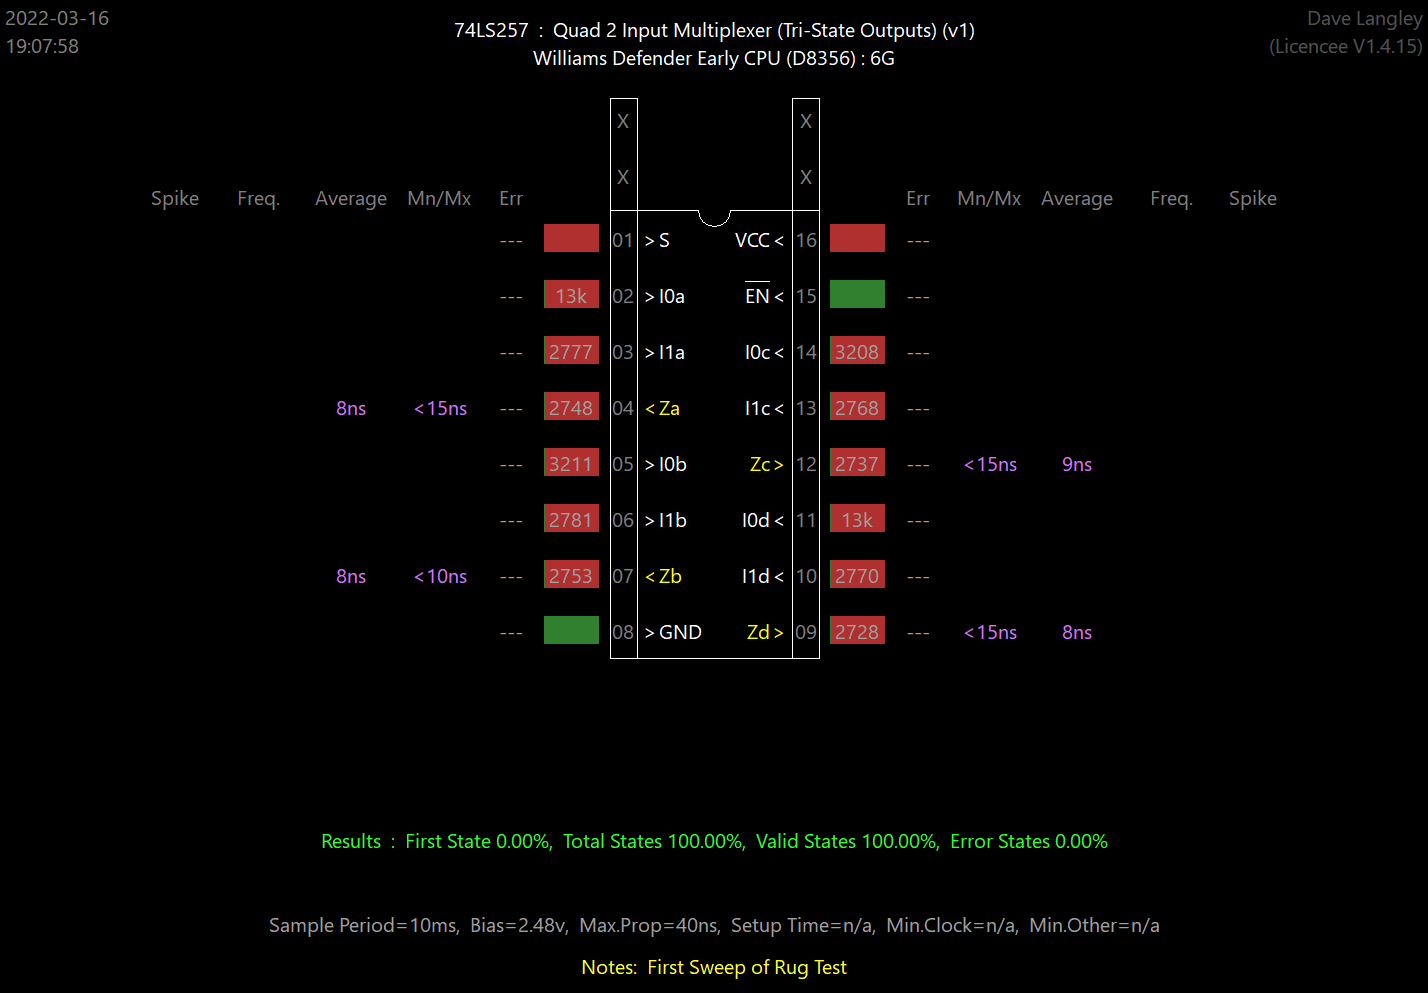 2022-03-16
19:07:58
74LS257 : Quad 2 Input Multiplexer (Tri-State Outputs) (v1)
Williams Defender Early CPU (D8356) : 6G
Dave Langley
(Licencee V1.4.15)
X X
X X
Spike Freq. Average Mn/Mx Err Err Mn/Mx Average Freq. Spike
--- 01 >S VCC< 16 ---
--- 13k 02 >I0a EN< 15 ---
--- 2777 03 >I1a I0c< 14 3208 ---
8ns <15ns --- 2748 04 <Za I1c< 13 2768 ---
--- 3211 05 >I0b Zc> 12 2737 --- <15ns 9ns
--- 2781 06 >I1b I0d< 11 13k ---
8ns <10ns --- 2753 07 <Zb I1d< 10 2770 ---
--- 08 >GND Zd> 09 2728 --- <15ns 8ns
Results : First State 0.00%, Total States 100.00%, Valid States 100.00%, Error States 0.00%
Sample Period=10ms, Bias=2.48v, Max.Prop=40ns, Setup Time=n/a, Min.Clock=n/a, Min.Other=n/a
Notes: First Sweep of Rug Test